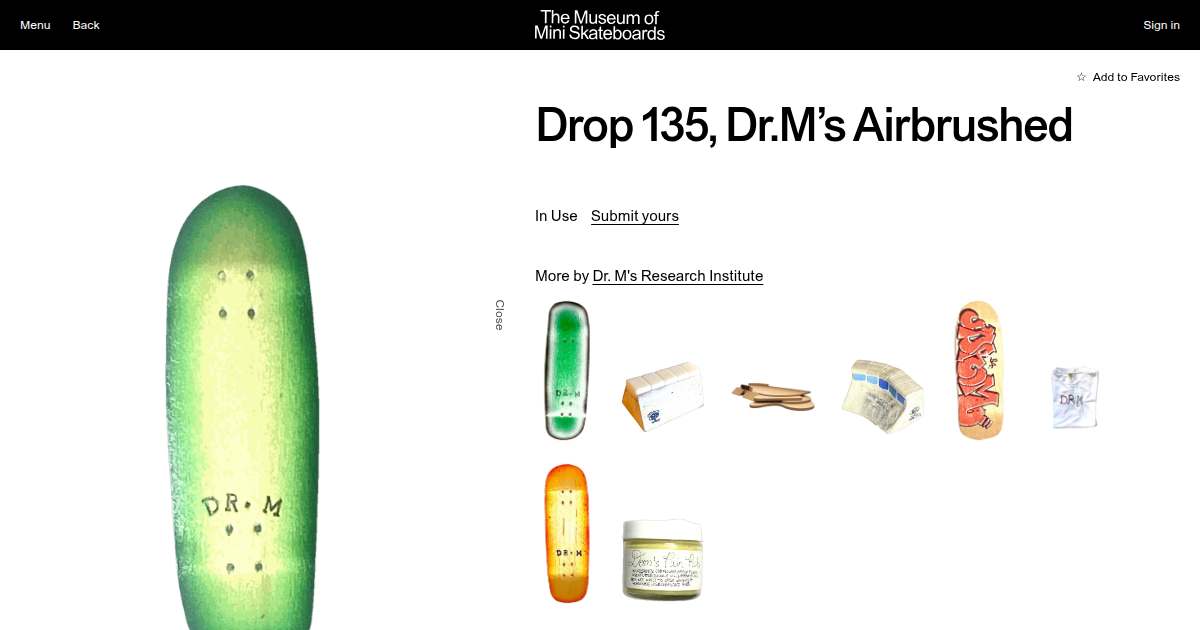 Menu
Back
The Museum of
Mini Skateboards
Sign in
☆ Add to Favorites
Drop 135, Dr.M’s Airbrushed
In Use
Submit yours
More by Dr. M's Research Institute
Close
DR·M
DR·M
DR M
DR·M